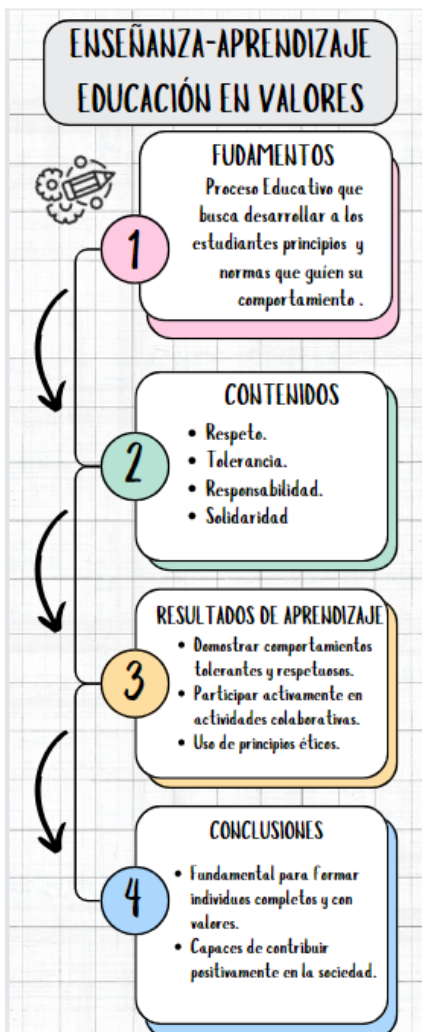 ENSEÑANZA-APRENDIZAJE
EDUCACIÓN EN VALORES
FUDAMENTOS
Proceso Educativo que
busca desarrollar a los
estudiantes principios y
normas que guíen su
comportamiento .
1
CONTENIDOS
• Respeto.
• Tolerancia.
• Responsabilidad.
• Solidaridad
2
RESULTADOS DE APRENDIZAJE
• Domostrar comportamientos
tolerantes y respetuosos.
• Participar activamente en
actividades colaborativas.
• Uso de principios éticos.
3
CONCLUSIONES
• Fundamental para formar
individuos completos y con
valores.
• Capaces de contribuir
positivamente en la sociedad.
4